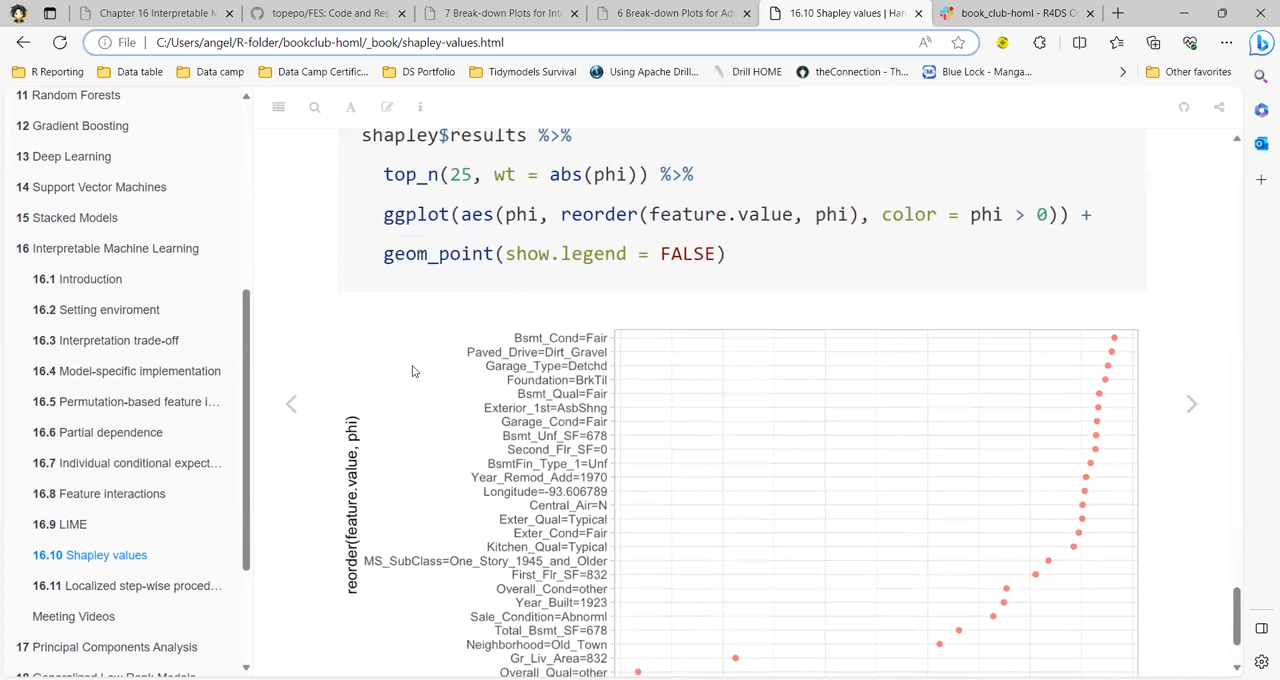 Chapter 16 Interpretable M
topepo/FES: Code and Res
7 Break-down Plots for Int
6 Break-down Plots for Ad
16.10 Shapley values | Han
book_club-homl - R4DS O
File
C:/Users/angel/R-folder/bookclub-homl/_book/shapley-values.html
R Reporting
Data table
Data camp
Data Camp Certific...
DS Portfolio
Tidymodels Survival
Using Apache Drill...
Drill HOME
theConnection - Th...
Blue Lock - Manga...
Other favorites
11 Random Forests
12 Gradient Boosting
13 Deep Learning
14 Support Vector Machines
15 Stacked Models
16 Interpretable Machine Learning
16.1 Introduction
16.2 Setting enviroment
16.3 Interpretation trade-off
16.4 Model-specific implementation
16.5 Permutation-based feature i...
16.6 Partial dependence
16.7 Individual conditional expect...
16.8 Feature interactions
16.9 LIME
16.10 Shapley values
16.11 Localized step-wise proced...
Meeting Videos
17 Principal Components Analysis
18 Generalized Low Rank Models
shapley$results %>%
top_n(25, wt = abs(phi)) %>%
ggplot(aes(phi, reorder(feature.value, phi), color = phi > 0)) +
geom_point(show.legend = FALSE)
reorder(feature.value, phi)
Bsmt_Cond=Fair
Paved_Drive=Dirt_Gravel
Garage_Type=Detchd
Foundation=BrkTil
Bsmt_Qual=Fair
Exterior_1st=AsbShng
Garage_Cond=Fair
Bsmt_Unf_SF=678
Second_Flr_SF=0
BsmtFin_Type_1=Unf
Year_Remod_Add=1970
Longitude=-93.606789
Central_Air=N
Exter_Qual=Typical
Exter_Cond=Fair
Kitchen_Qual=Typical
MS_SubClass=One_Story_1945_and_Older
First_Flr_SF=832
Overall_Cond=other
Year_Built=1923
Sale_Condition=Abnorml
Total_Bsmt_SF=678
Neighborhood=Old_Town
Gr_Liv_Area=832
Overall_Qual=other